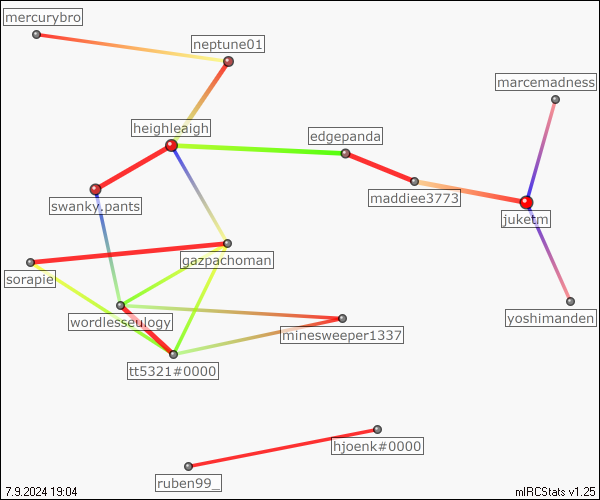 mercurybro
neptune01
marcemadness
heighleaigh
edgepanda
maddiee3773
swanky.pants
juketm
gazpachoman
sorapie
wordlesseulogy
yoshimanden
minesweeper1337
tt5321#0000
hjoenk#0000
ruben99_
7.9.2024 19:04
mIRCStats v1.25